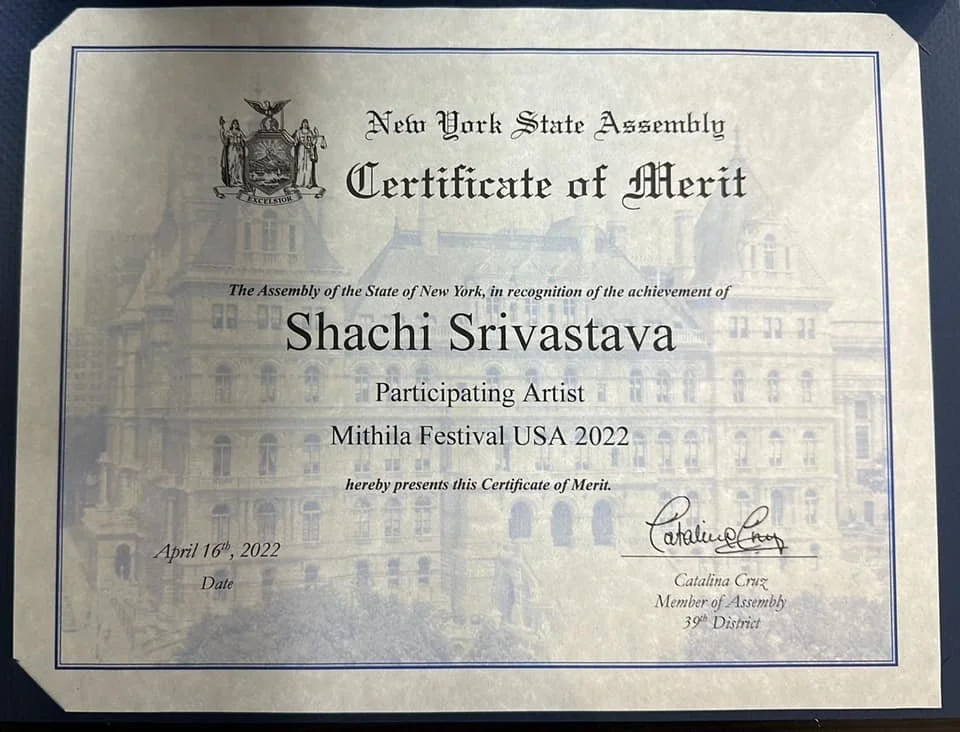 New York State Assembly
Certificate of Merit
EXCELSIOR
The Assembly of the State of New York, in recognition of the achievement of
Shachi Srivastava
Participating Artist
Mithila Festival USA 2022
hereby presents this Certificate of Merit.
April 16th, 2022
Date
Catalina Cruz
Catalina Cruz
Member of Assembly
39th District